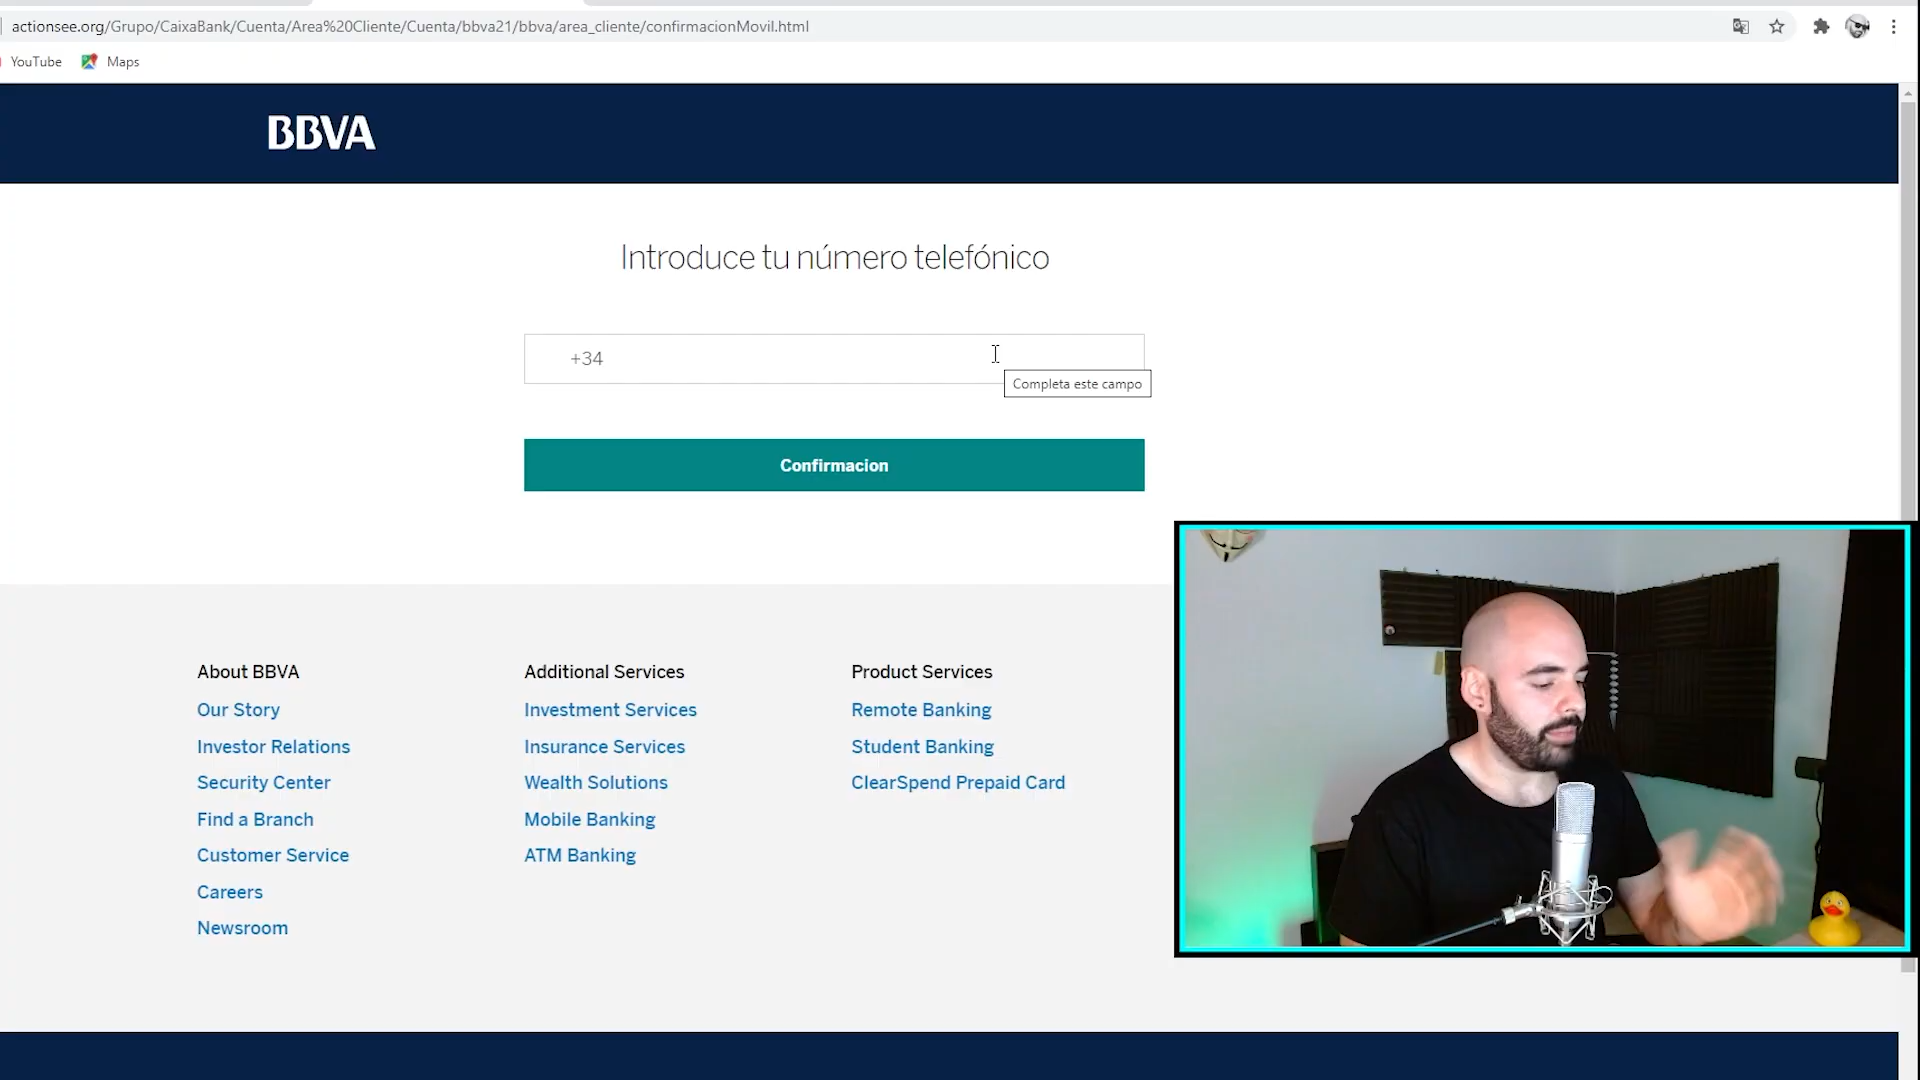 actionsee.org/Grupo/CaixaBank/Cuenta/Area%20Cliente/Cuenta/bbva21/bbva/area_cliente/confirmacionMovil.html
YouTube Maps
BBVA
Introduce tu número telefónico
+34
Completa este campo
Confirmacion
About BBVA
Our Story
Investor Relations
Security Center
Find a Branch
Customer Service
Careers
Newsroom
Additional Services
Investment Services
Insurance Services
Wealth Solutions
Mobile Banking
ATM Banking
Product Services
Remote Banking
Student Banking
ClearSpend Prepaid Card